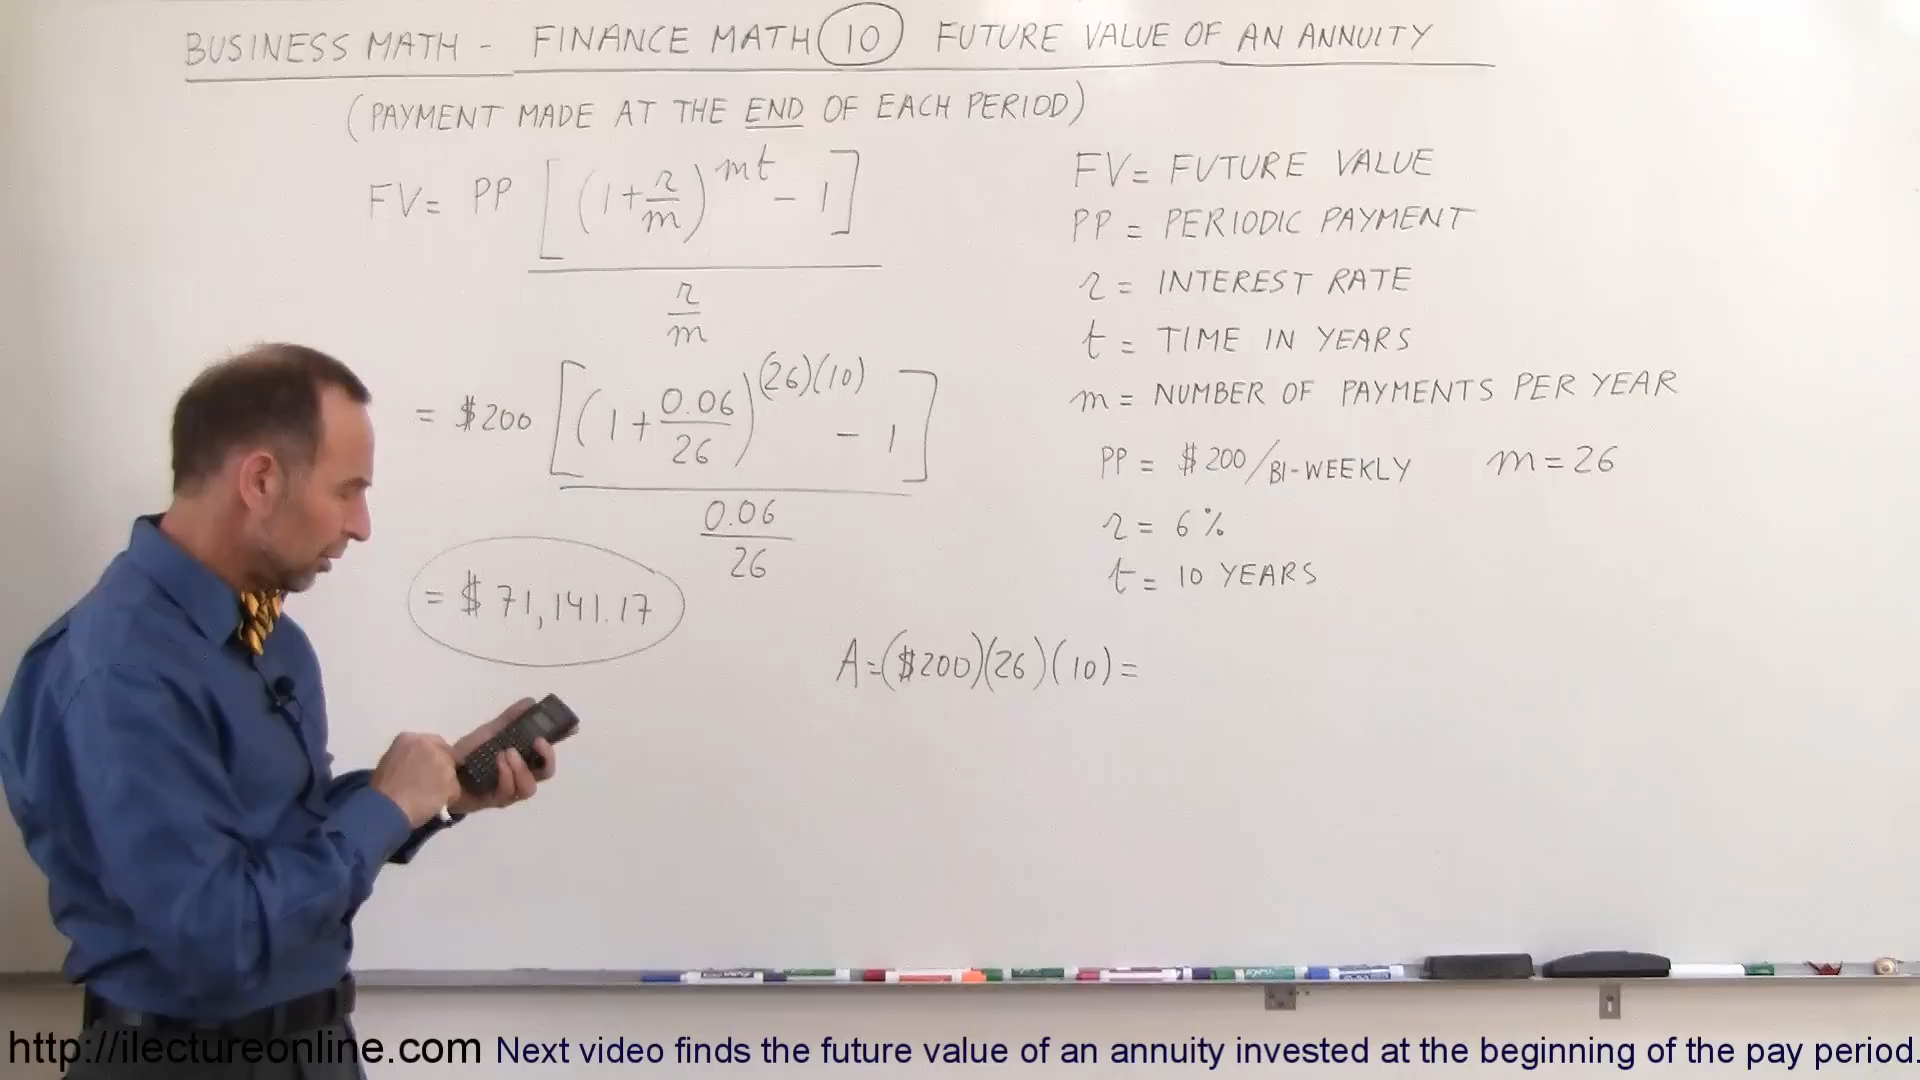 BUSINESS MATH - FINANCE MATH 10 FUTURE VALUE OF AN ANNUITY
(PAYMENT MADE AT THE END OF EACH PERIOD)
FV = PP [(1 + r/m)^mt - 1]
r/m
= $200 [(1 + 0.06/26)^(26)(10) - 1]
0.06/26
= $71,141.17
FV = FUTURE VALUE
PP = PERIODIC PAYMENT
r = INTEREST RATE
t = TIME IN YEARS
m = NUMBER OF PAYMENTS PER YEAR
PP = $200/BI-WEEKLY m = 26
r = 6%
t = 10 YEARS
A = ($200)(26)(10) =
http://ilectureonline.com Next video finds the future value of an annuity invested at the beginning of the pay period.